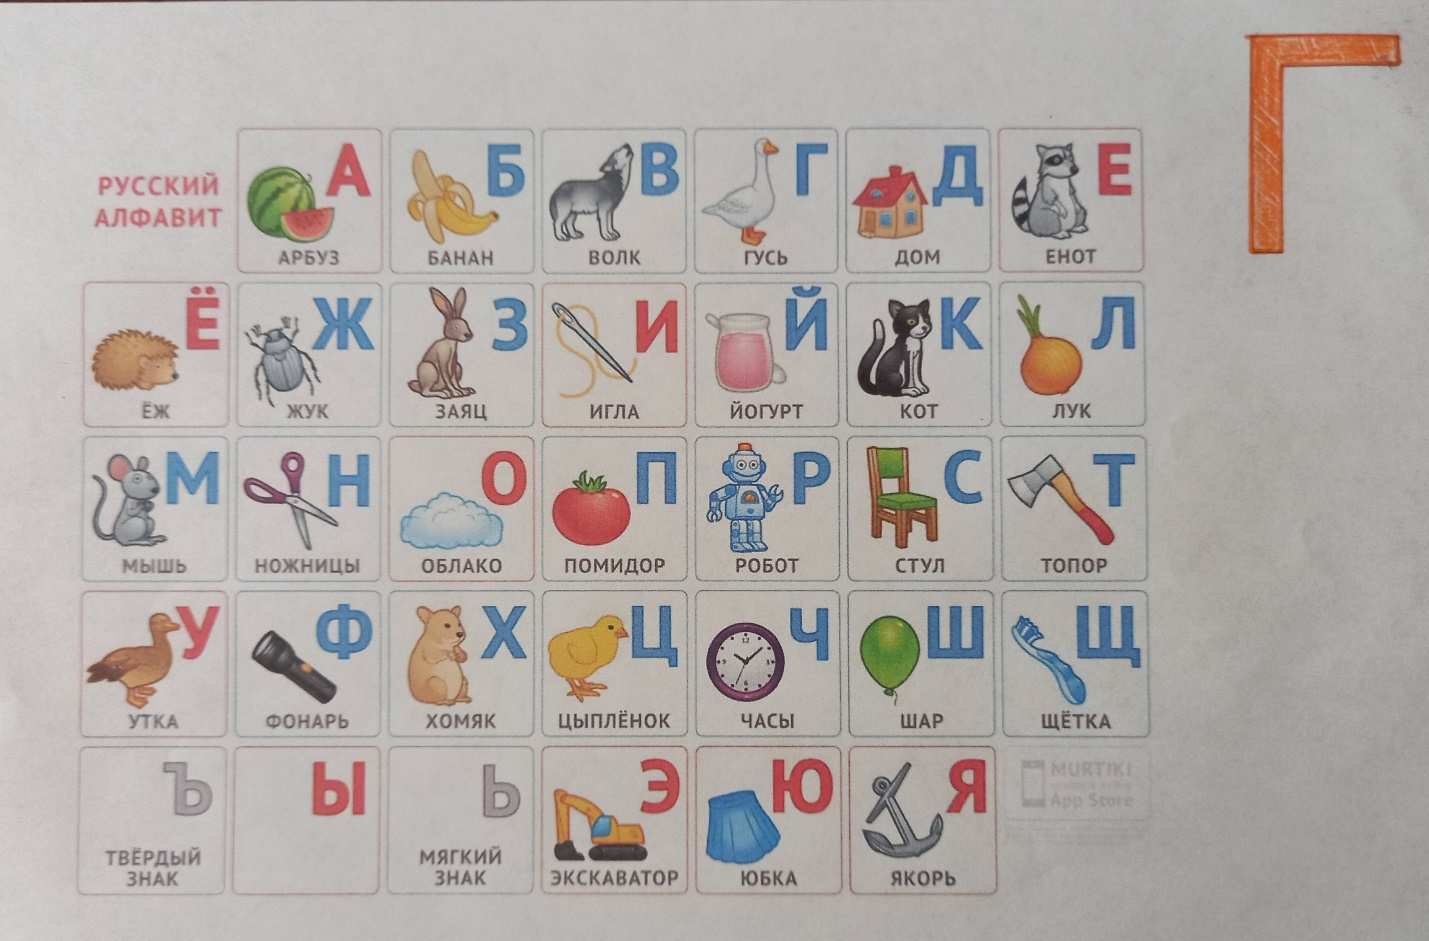 Г
РУССКИЙ
АЛФАВИТ
А
АРБУЗ
Б
БАНАН
В
ВОЛК
Г
ГУСЬ
Д
ДОМ
Е
ЕНОТ
Ё
ЁЖ
Ж
ЖУК
З
ЗАЯЦ
И
ИГЛА
Й
ЙОГУРТ
К
КОТ
Л
ЛУК
М
МЫШЬ
Н
НОЖНИЦЫ
О
ОБЛАКО
П
ПОМИДОР
Р
РОБОТ
С
СТУЛ
Т
ТОПОР
У
УТКА
Ф
ФОНАРЬ
Х
ХОМЯК
Ц
ЦЫПЛЁНОК
Ч
ЧАСЫ
Ш
ШАР
Щ
ЩЁТКА
Ъ
ТВЁРДЫЙ
ЗНАК
Ы
Ь
МЯГКИЙ
ЗНАК
Э
ЭКСКАВАТОР
Ю
ЮБКА
Я
ЯКОРЬ
MURTIKI
App Store